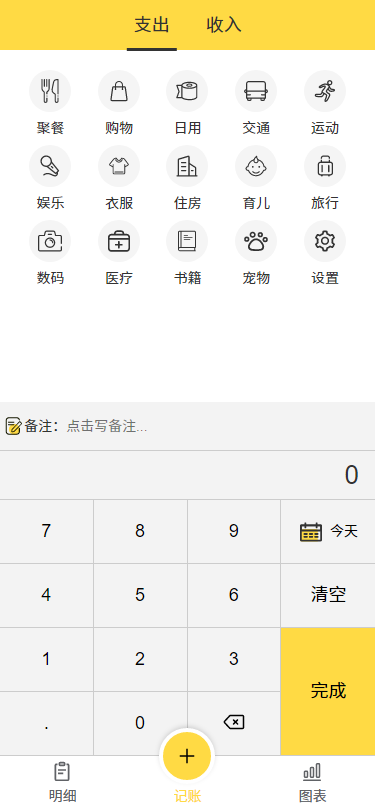 支出 收入
聚餐 购物 日用 交通 运动
娱乐 衣服 住房 育儿 旅行
数码 医疗 书籍 宠物 设置
备注：点击写备注...
0
7 8 9 今天
4 5 6 清空
1 2 3
完成
. 0
明细 记账 图表